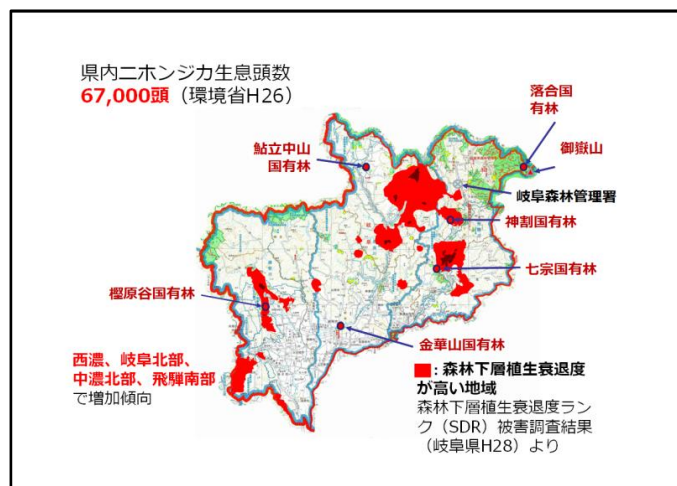 県内ニホンジカ生息頭数
67,000頭（環境省H26）
落合国
有林
鮎立中山
国有林
御嶽山
岐阜森林管理署
神割国有林
七宗国有林
樫原谷国有林
金華山国有林
西濃、岐阜北部、
中濃北部、飛騨南部
で増加傾向
：森林下層植生衰退度
が高い地域
森林下層植生衰退度ラン
ク（SDR）被害調査結果
（岐阜県H28）より